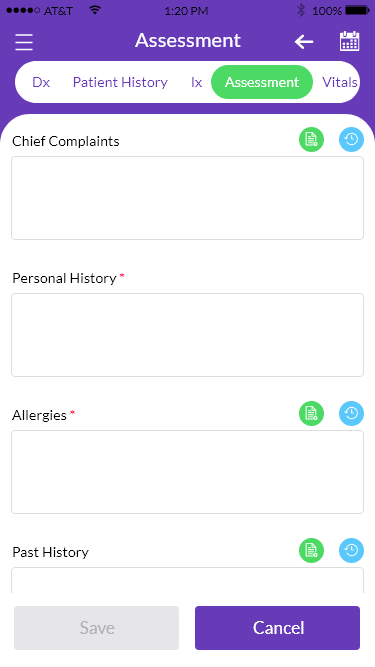 AT&T 1:20 PM 100%
Assessment
Dx Patient History Ix Assessment Vitals
Chief Complaints
Personal History *
Allergies *
Past History
Save Cancel